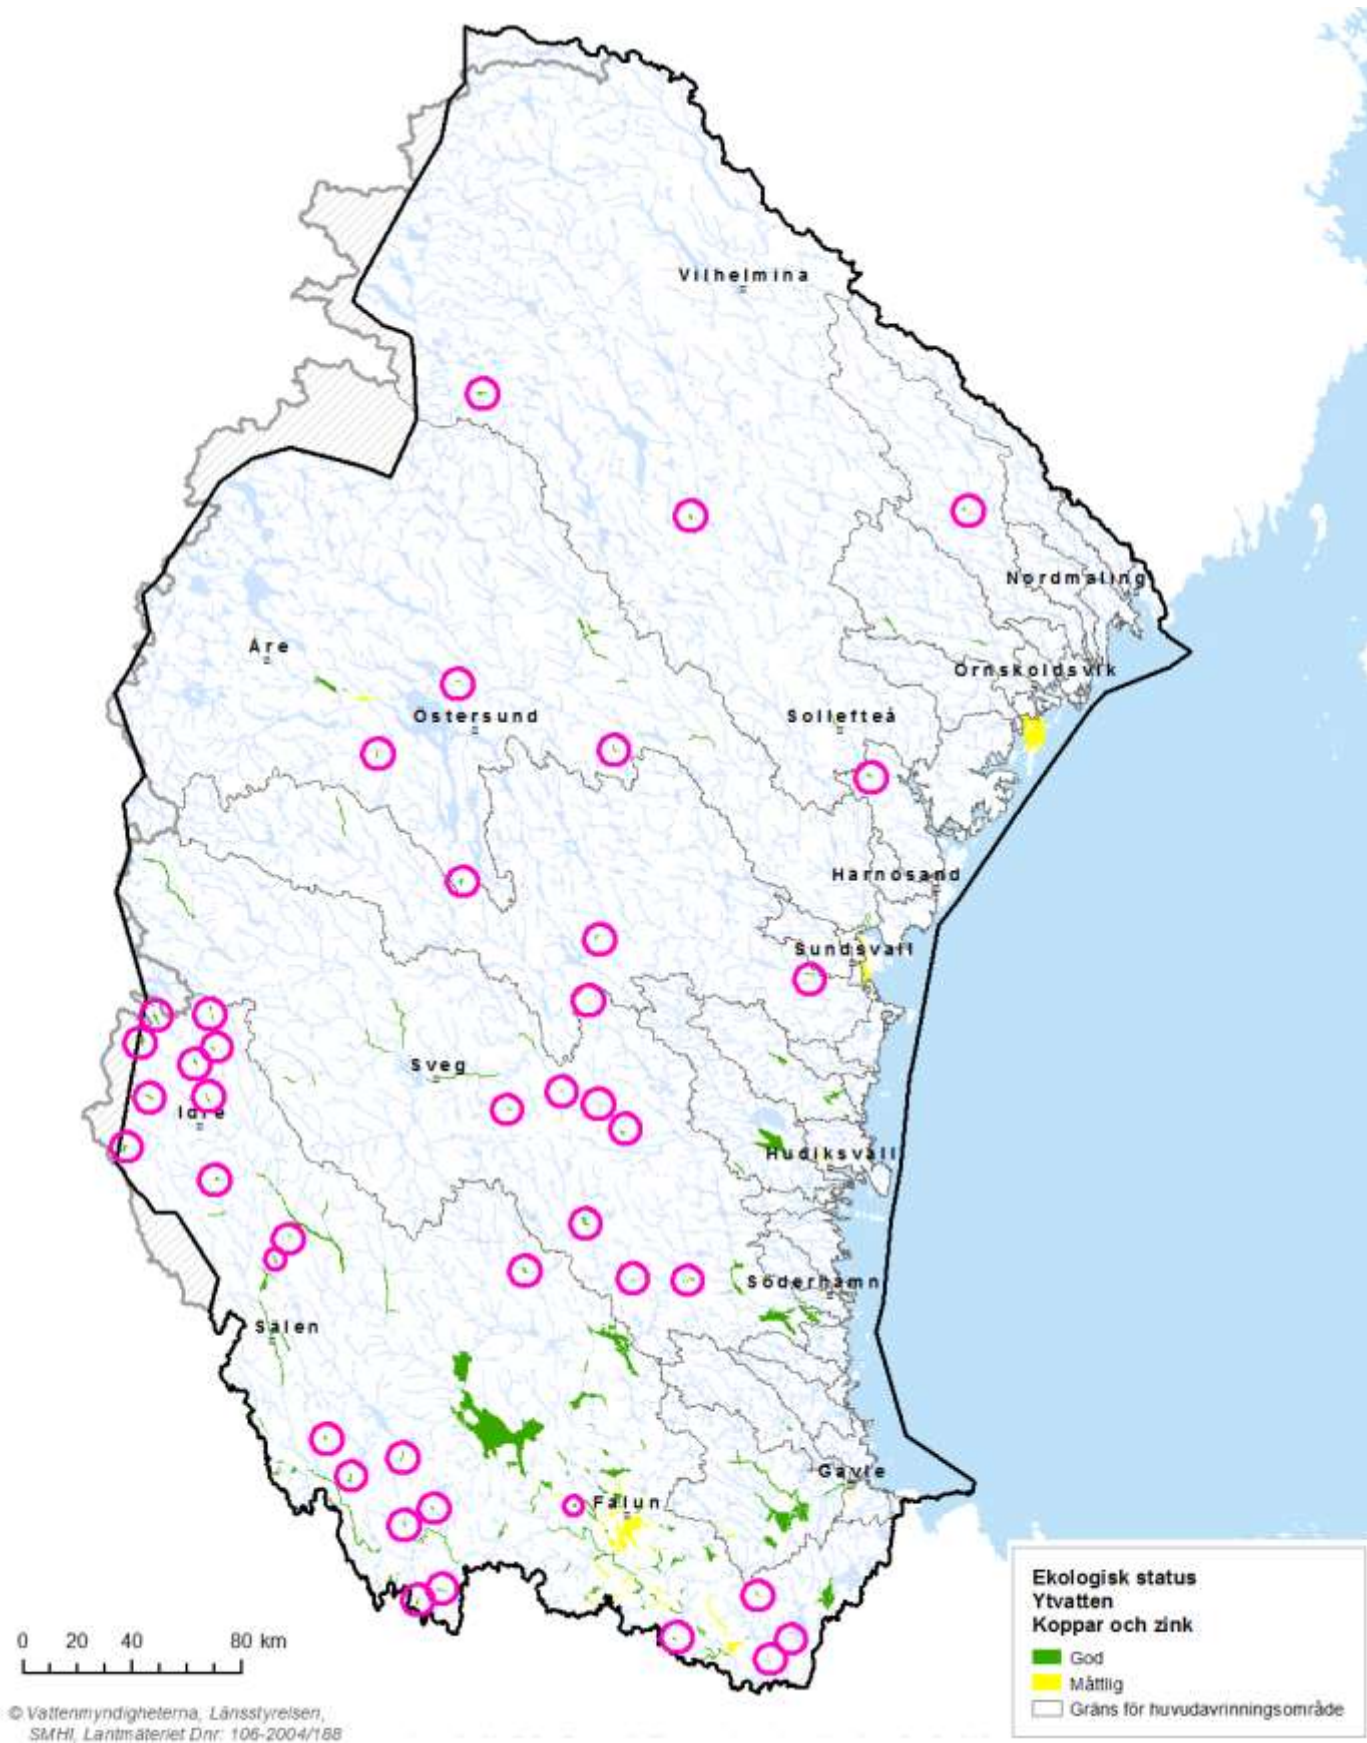 Vilhelmina
Nordmaling
Åre
Örnsköldsvik
Östersund
Sollefteå
Härnösand
Sundsvall
Sveg
Idre
Hudiksvall
Söderhamn
Sälen
Gävle
Falun
Ekologisk status
Ytvatten
Koppar och zink
God
Måttlig
Gräns för huvudavrinningsområde
0 20 40 80 km
© Vattenmyndigheterna, Länsstyrelsen,
SMHI, Lantmäteriet Dnr: 106-2004/188